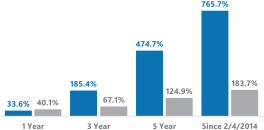 765.7%
474.7%
185.4%
124.9%
183.7%
33.6%
40.1%
67.1%
1 Year
3 Year
5 Year
Since 2/4/2014